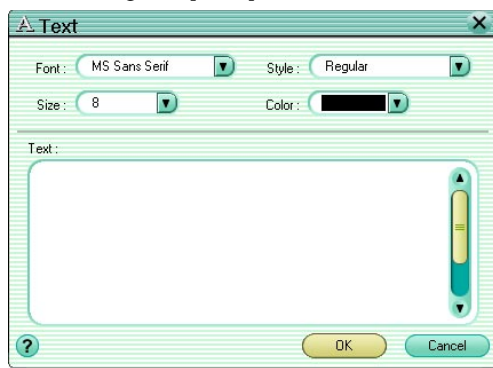 A Text
Font : MS Sans Serif Style : Regular
Size : 8 Color :
Text :
? OK Cancel